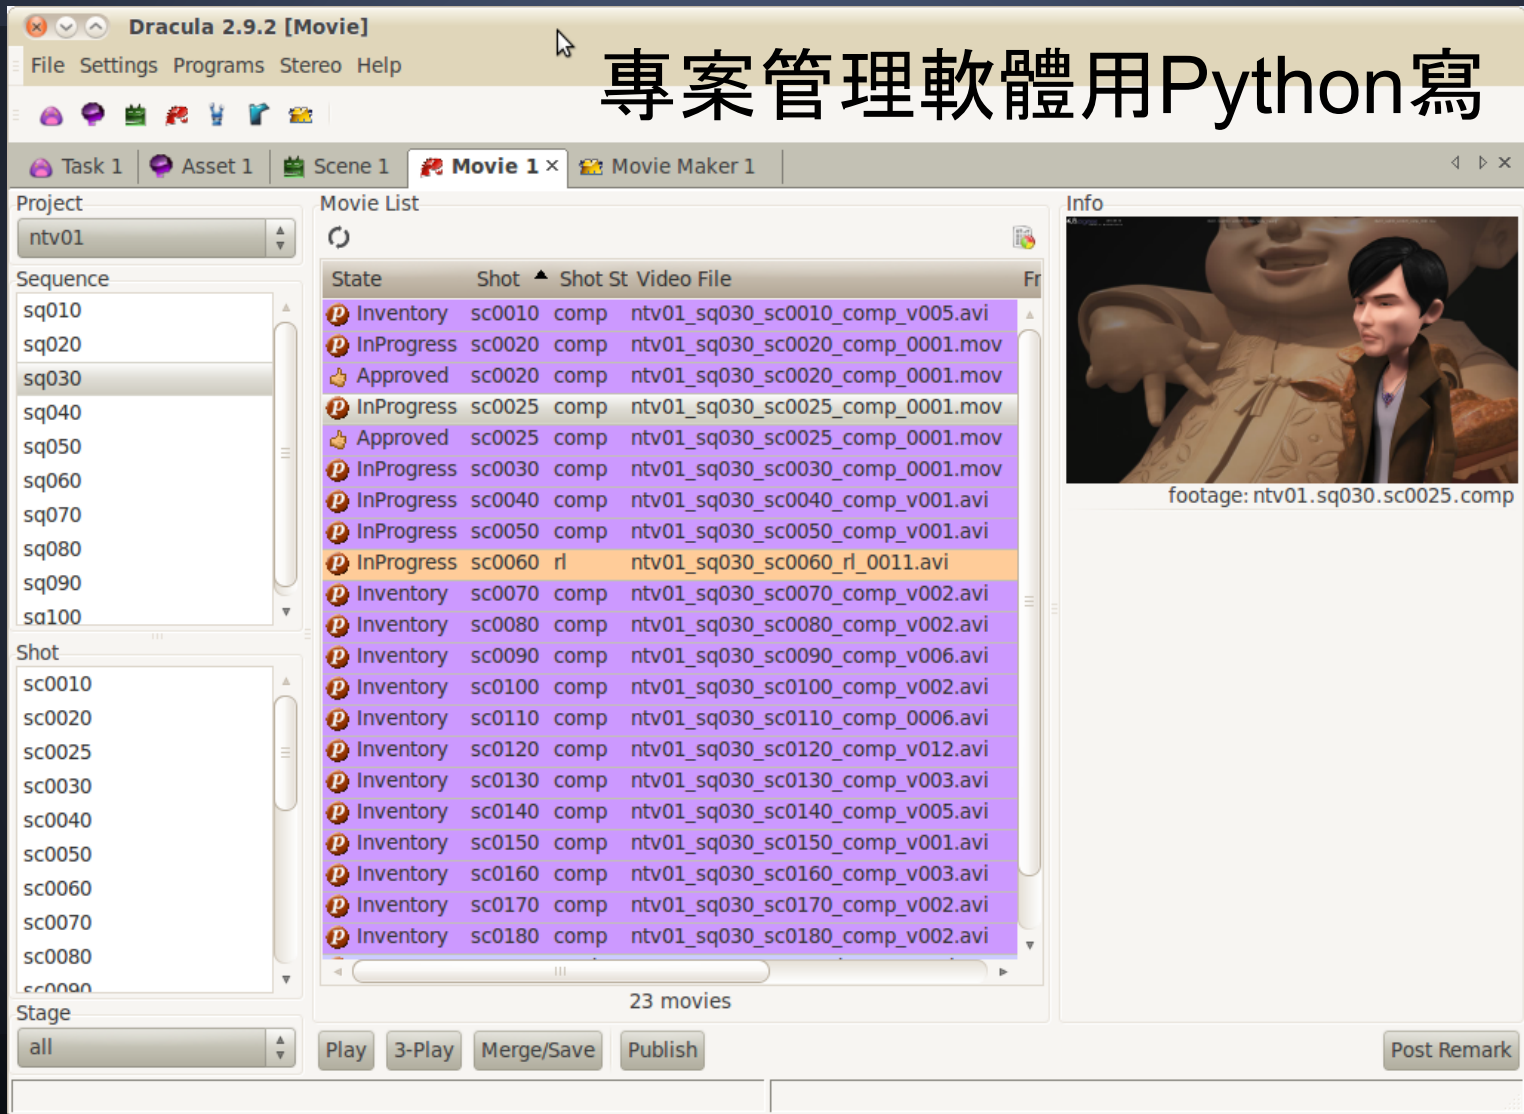 Dracula 2.9.2 [Movie]
專案管理軟體用Python寫
File Settings Programs Stereo Help
Task 1 Asset 1 Scene 1 Movie 1 Movie Maker 1
Project
ntv01
Sequence
sq010
sq020
sq030
sq040
sq050
sq060
sq070
sq080
sq090
sq100
Shot
sc0010
sc0020
sc0025
sc0030
sc0040
sc0050
sc0060
sc0070
sc0080
sc0090
Stage
all
Movie List
State Shot Shot St Video File Fr
Inventory sc0010 comp ntv01_sq030_sc0010_comp_v005.avi
InProgress sc0020 comp ntv01_sq030_sc0020_comp_0001.mov
Approved sc0020 comp ntv01_sq030_sc0020_comp_0001.mov
InProgress sc0025 comp ntv01_sq030_sc0025_comp_0001.mov
Approved sc0025 comp ntv01_sq030_sc0025_comp_0001.mov
InProgress sc0030 comp ntv01_sq030_sc0030_comp_0001.mov
InProgress sc0040 comp ntv01_sq030_sc0040_comp_v001.avi
InProgress sc0050 comp ntv01_sq030_sc0050_comp_v001.avi
InProgress sc0060 rl ntv01_sq030_sc0060_rl_0011.avi
Inventory sc0070 comp ntv01_sq030_sc0070_comp_v002.avi
Inventory sc0080 comp ntv01_sq030_sc0080_comp_v002.avi
Inventory sc0090 comp ntv01_sq030_sc0090_comp_v006.avi
Inventory sc0100 comp ntv01_sq030_sc0100_comp_v002.avi
Inventory sc0110 comp ntv01_sq030_sc0110_comp_0006.avi
Inventory sc0120 comp ntv01_sq030_sc0120_comp_v012.avi
Inventory sc0130 comp ntv01_sq030_sc0130_comp_v003.avi
Inventory sc0140 comp ntv01_sq030_sc0140_comp_v005.avi
Inventory sc0150 comp ntv01_sq030_sc0150_comp_v001.avi
Inventory sc0160 comp ntv01_sq030_sc0160_comp_v003.avi
Inventory sc0170 comp ntv01_sq030_sc0170_comp_v002.avi
Inventory sc0180 comp ntv01_sq030_sc0180_comp_v002.avi
23 movies
Play 3-Play Merge/Save Publish
Info
footage: ntv01.sq030.sc0025.comp
Post Remark